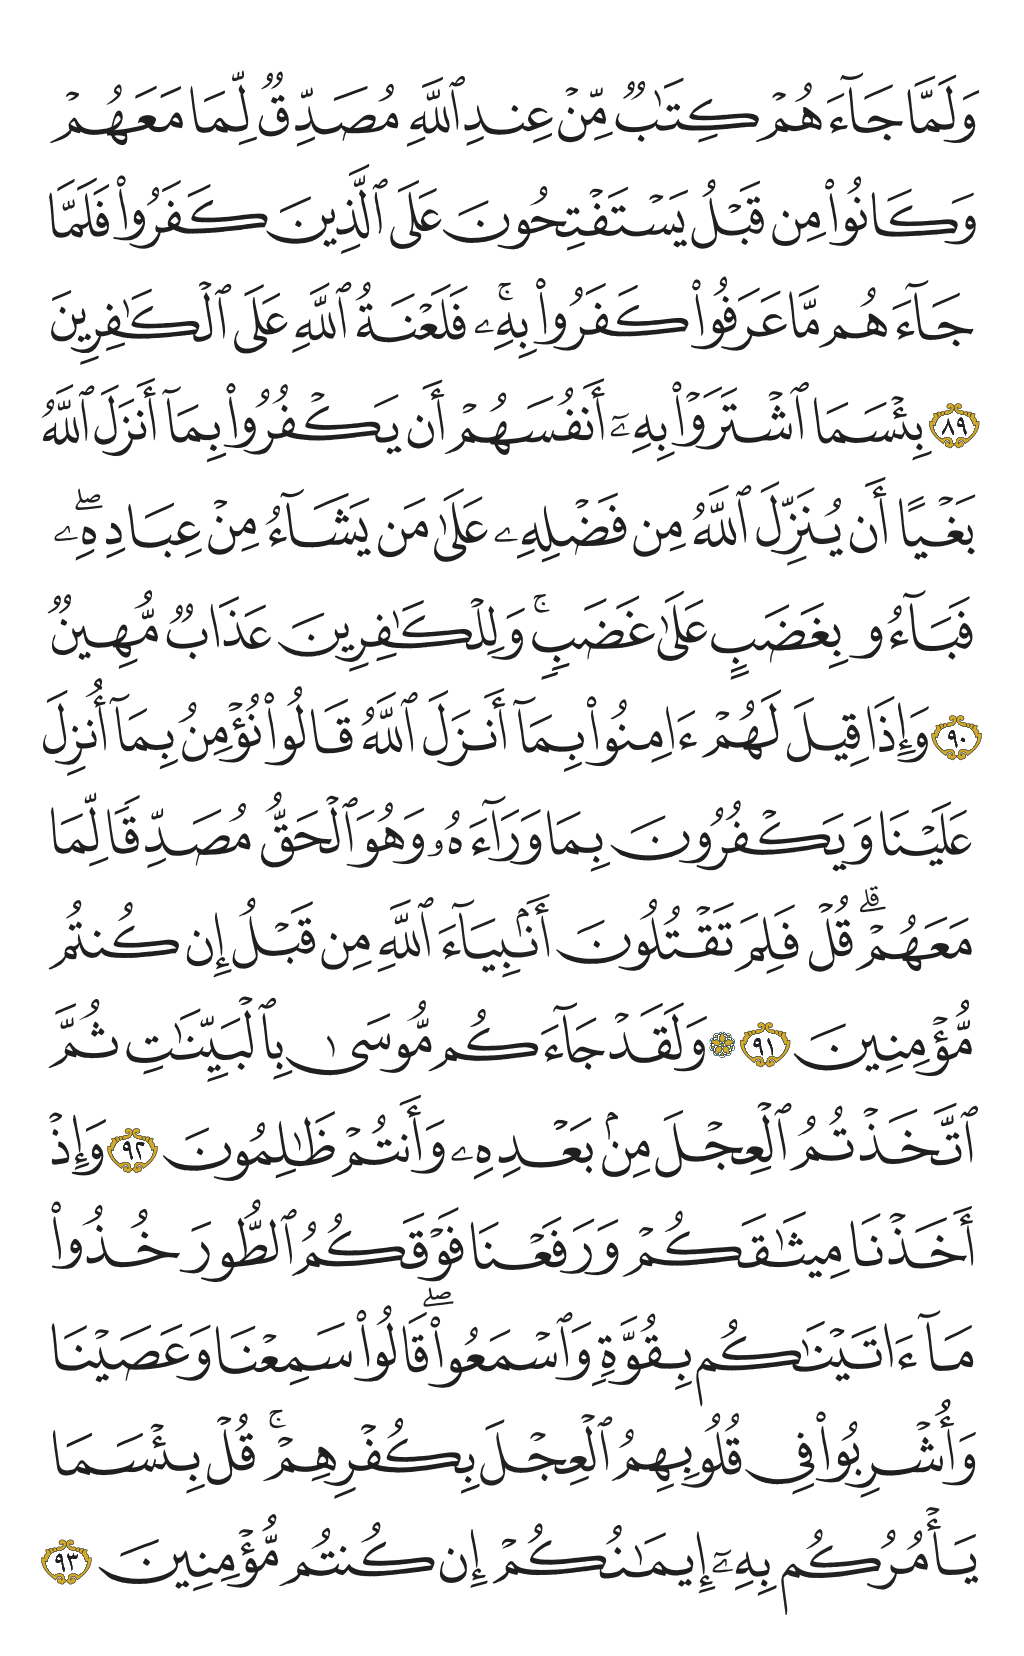 وَلَمَّا جَآءَهُمۡ كِتَٰبٞ مِّنۡ عِندِ ٱللَّهِ مُصَدِّقٞ لِّمَا مَعَهُمۡ
وَكَانُواْ مِن قَبۡلُ يَسۡتَفۡتِحُونَ عَلَى ٱلَّذِينَ كَفَرُواْ فَلَمَّا
جَآءَهُم مَّا عَرَفُواْ كَفَرُواْ بِهِۦۚ فَلَعۡنَةُ ٱللَّهِ عَلَى ٱلۡكَٰفِرِينَ
٨٩ بِئۡسَمَا ٱشۡتَرَوۡاْ بِهِۦٓ أَنفُسَهُمۡ أَن يَكۡفُرُواْ بِمَآ أَنزَلَ ٱللَّهُ
بَغۡيًا أَن يُنَزِّلَ ٱللَّهُ مِن فَضۡلِهِۦ عَلَىٰ مَن يَشَآءُ مِنۡ عِبَادِهِۦۖ
فَبَآءُو بِغَضَبٍ عَلَىٰ غَضَبٖۚ وَلِلۡكَٰفِرِينَ عَذَابٞ مُّهِينٞ
٩٠ وَإِذَا قِيلَ لَهُمۡ ءَامِنُواْ بِمَآ أَنزَلَ ٱللَّهُ قَالُواْ نُؤۡمِنُ بِمَآ أُنزِلَ
عَلَيۡنَا وَيَكۡفُرُونَ بِمَا وَرَآءَهُۥ وَهُوَ ٱلۡحَقُّ مُصَدِّقٗا لِّمَا
مَعَهُمۡۗ قُلۡ فَلِمَ تَقۡتُلُونَ أَنۢبِيَآءَ ٱللَّهِ مِن قَبۡلُ إِن كُنتُم
مُّؤۡمِنِينَ ٩١ ۞ وَلَقَدۡ جَآءَكُم مُّوسَىٰ بِٱلۡبَيِّنَٰتِ ثُمَّ
ٱتَّخَذۡتُمُ ٱلۡعِجۡلَ مِنۢ بَعۡدِهِۦ وَأَنتُمۡ ظَٰلِمُونَ ٩٢ وَإِذۡ
أَخَذۡنَا مِيثَٰقَكُمۡ وَرَفَعۡنَا فَوۡقَكُمُ ٱلطُّورَ خُذُواْ
مَآ ءَاتَيۡنَٰكُم بِقُوَّةٖ وَٱسۡمَعُواْۖ قَالُواْ سَمِعۡنَا وَعَصَيۡنَا
وَأُشۡرِبُواْ فِي قُلُوبِهِمُ ٱلۡعِجۡلَ بِكُفۡرِهِمۡۚ قُلۡ بِئۡسَمَا
يَأۡمُرُكُم بِهِۦٓ إِيمَٰنُكُمۡ إِن كُنتُم مُّؤۡمِنِينَ ٩٣